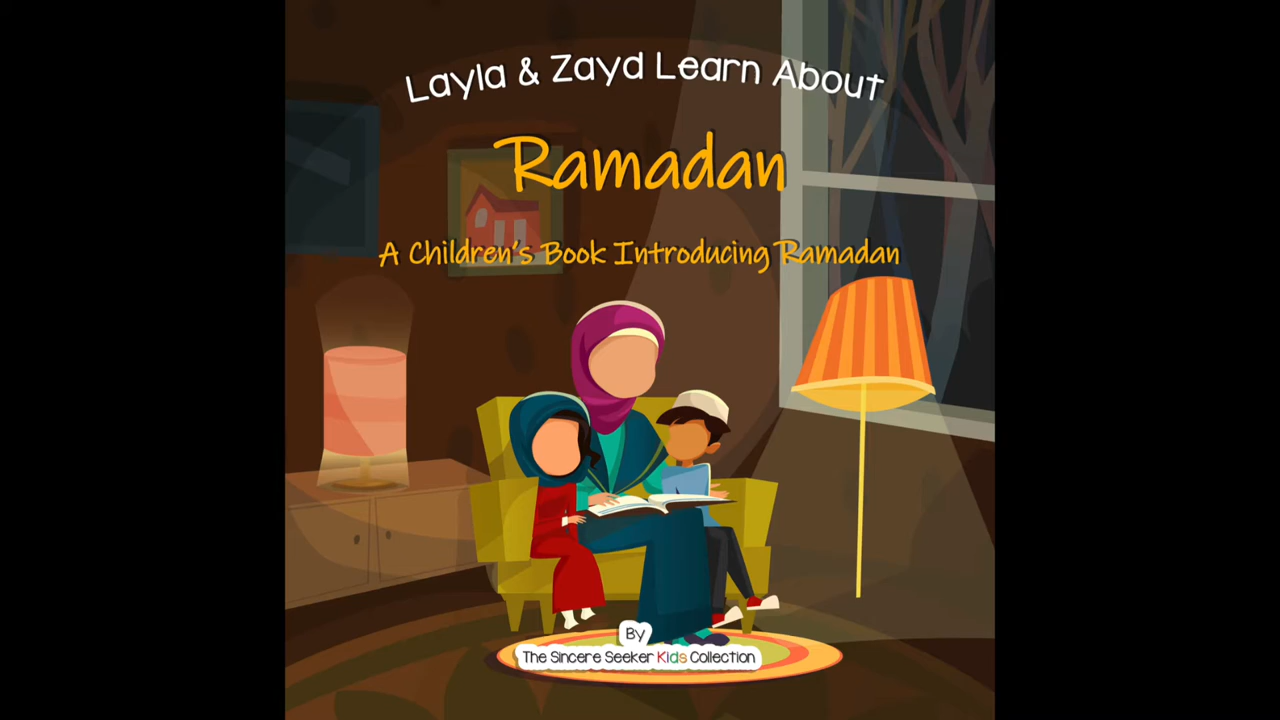 Layla & Zayd Learn About
Ramadan
A Children's Book Introducing Ramadan
By
The Sincere Seeker Kids Collection